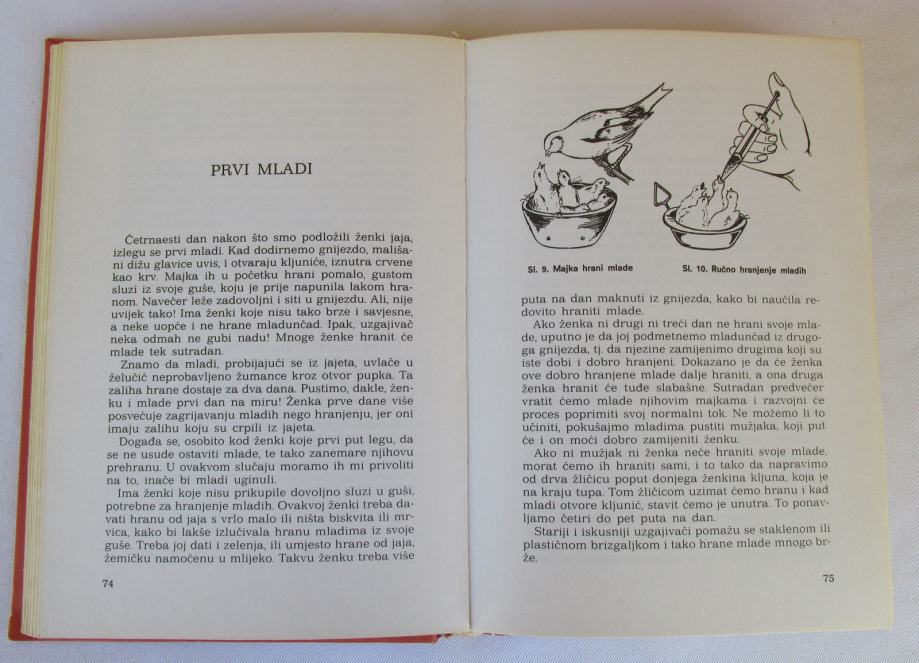 PRVI MLADI
Četrnaesti dan nakon što smo podložili ženki jaja,
izlegu se prvi mladi. Kad dodirnemo gnijezdo, mališa-
ni dižu glavice uvis, i otvaraju kljuniće, iznutra crvene
kao krv. Majka ih u početku hrani pomalo, gustom
sluzi iz svoje guše, koju je prije napunila lakom hra-
nom. Navečer leže zadovoljni i siti u gnijezdu. Ali, nije
uvijek tako! Ima ženki koje nisu tako brze i savjesne,
a neke uopće i ne hrane mladunčad. Ipak, uzgajivač
neka odmah ne gubi nadu! Mnoge ženke hranit će
mlade tek sutradan.
Znamo da mladi, probijajući se iz jajeta, uvlače u
želučić neprobavljeno žumance kroz otvor pupka. Ta
zaliha hrane dostaje za dva dana. Pustimo, dakle, žen-
ku i mlade prvi dan na miru! Ženka prve dane više
posvećuje zagrijavanju mladih nego hranjenju, jer oni
imaju zalihu koju su crpili iz jajeta.
Događa se, osobito kod ženki koje prvi put legu, da
se ne usude ostaviti mlade, te tako zanemare njihovu
prehranu. U ovakvom slučaju moramo ih mi privoliti
na to, inače bi mladi uginuli.
Ima ženki koje nisu prikupile dovoljno sluzi u guši,
potrebne za hranjenje mladih. Ovakvoj ženki treba da-
vati hranu od jaja s vrlo malo ili ništa biskvita ili mr-
vica, kako bi lakše izlučivala hranu mladima iz svoje
guše. Treba joj dati i zelenja, ili umjesto hrane od jaja,
žemičku namočenu u mlijeko. Takvu ženku treba više
74
Sl. 9. Majka hrani mlade
Sl. 10. Ručno hranjenje mladih
puta na dan maknuti iz gnijezda, kako bi naučila re-
dovito hraniti mlade.
Ako ženka ni drugi ni treći dan ne hrani svoje mla-
de, uputno je da joj podmetnemo mladunčad iz drugo-
ga gnijezda, tj. da njezine zamijenimo drugima koji su
iste dobi i dobro hranjeni. Dokazano je da će ženka
ove dobro hranjene mlade dalje hraniti, a ona druga
ženka hranit će tuđe slabašne. Sutradan predvečer
vratit ćemo mlade njihovim majkama i razvojni će
proces poprimiti svoj normalni tok. Ne možemo li to
učiniti, pokušajmo mladima pustiti mužjaka, koji put
će i on moći dobro zamijeniti ženku.
Ako ni mužjak ni ženka neće hraniti svoje mlade,
morat ćemo ih hraniti sami, i to tako da napravimo
od drva žličicu poput donjega ženkina kljuna, koja je
na kraju tupa. Tom žličicom uzimat ćemo hranu i kad
mladi otvore kljunić, stavit ćemo je unutra. To ponav-
ljamo četiri do pet puta na dan.
Stariji i iskusniji uzgajivači pomažu se staklenom ili
plastičnom brizgaljkom i tako hrane mlade mnogo br-
že.
75